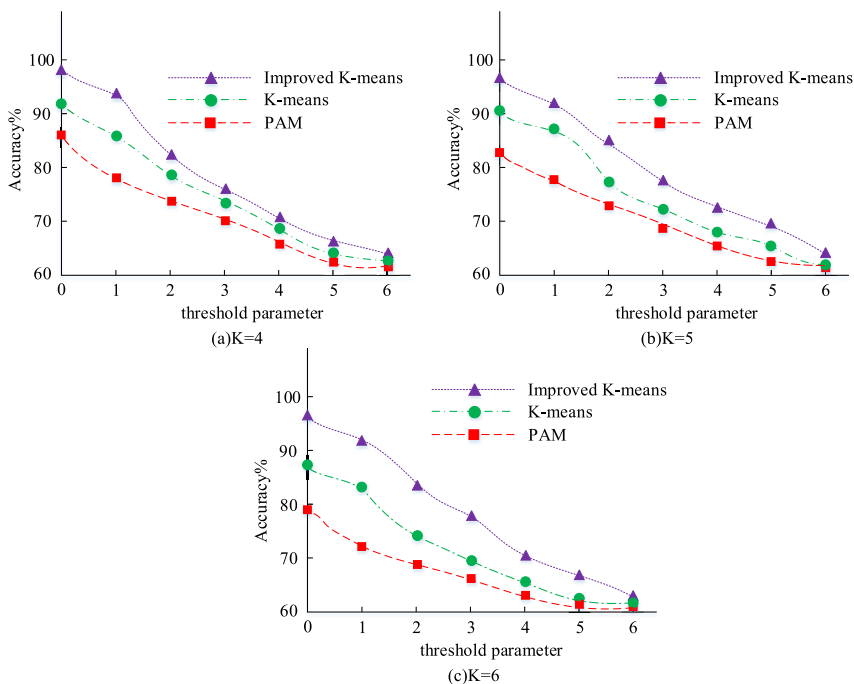 100
90
80
70
60
Accuracy%
0 1 2 3 4 5 6
threshold parameter
(a)K=4
Improved K-means
K-means
PAM
100
90
80
70
60
Accuracy%
0 1 2 3 4 5 6
threshold parameter
(b)K=5
Improved K-means
K-means
PAM
100
90
80
70
60
Accuracy%
0 1 2 3 4 5 6
threshold parameter
(c)K=6
Improved K-means
K-means
PAM